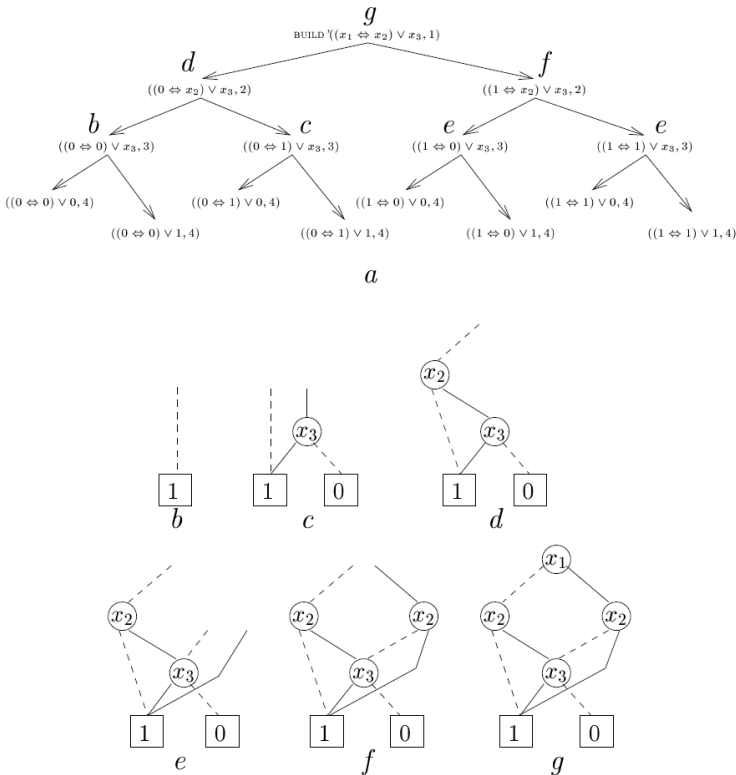 g
BUILD'((x₁ ⇔ x₂) ∨ x₃, 1)
d f
((0 ⇔ x₂) ∨ x₃, 2) ((1 ⇔ x₂) ∨ x₃, 2)
b c e e
((0 ⇔ 0) ∨ x₃, 3) ((0 ⇔ 1) ∨ x₃, 3) ((1 ⇔ 0) ∨ x₃, 3) ((1 ⇔ 1) ∨ x₃, 3)
((0 ⇔ 0) ∨ 0, 4) ((0 ⇔ 1) ∨ 0, 4) ((1 ⇔ 0) ∨ 0, 4) ((1 ⇔ 1) ∨ 0, 4)
((0 ⇔ 0) ∨ 1, 4) ((0 ⇔ 1) ∨ 1, 4) ((1 ⇔ 0) ∨ 1, 4) ((1 ⇔ 1) ∨ 1, 4)
a
x₂
x₃ x₃
1 1 0 1 0
b c d
x₁
x₂ x₂ x₂ x₂ x₂
x₃ x₃ x₃
1 0 1 0 1 0
e f g